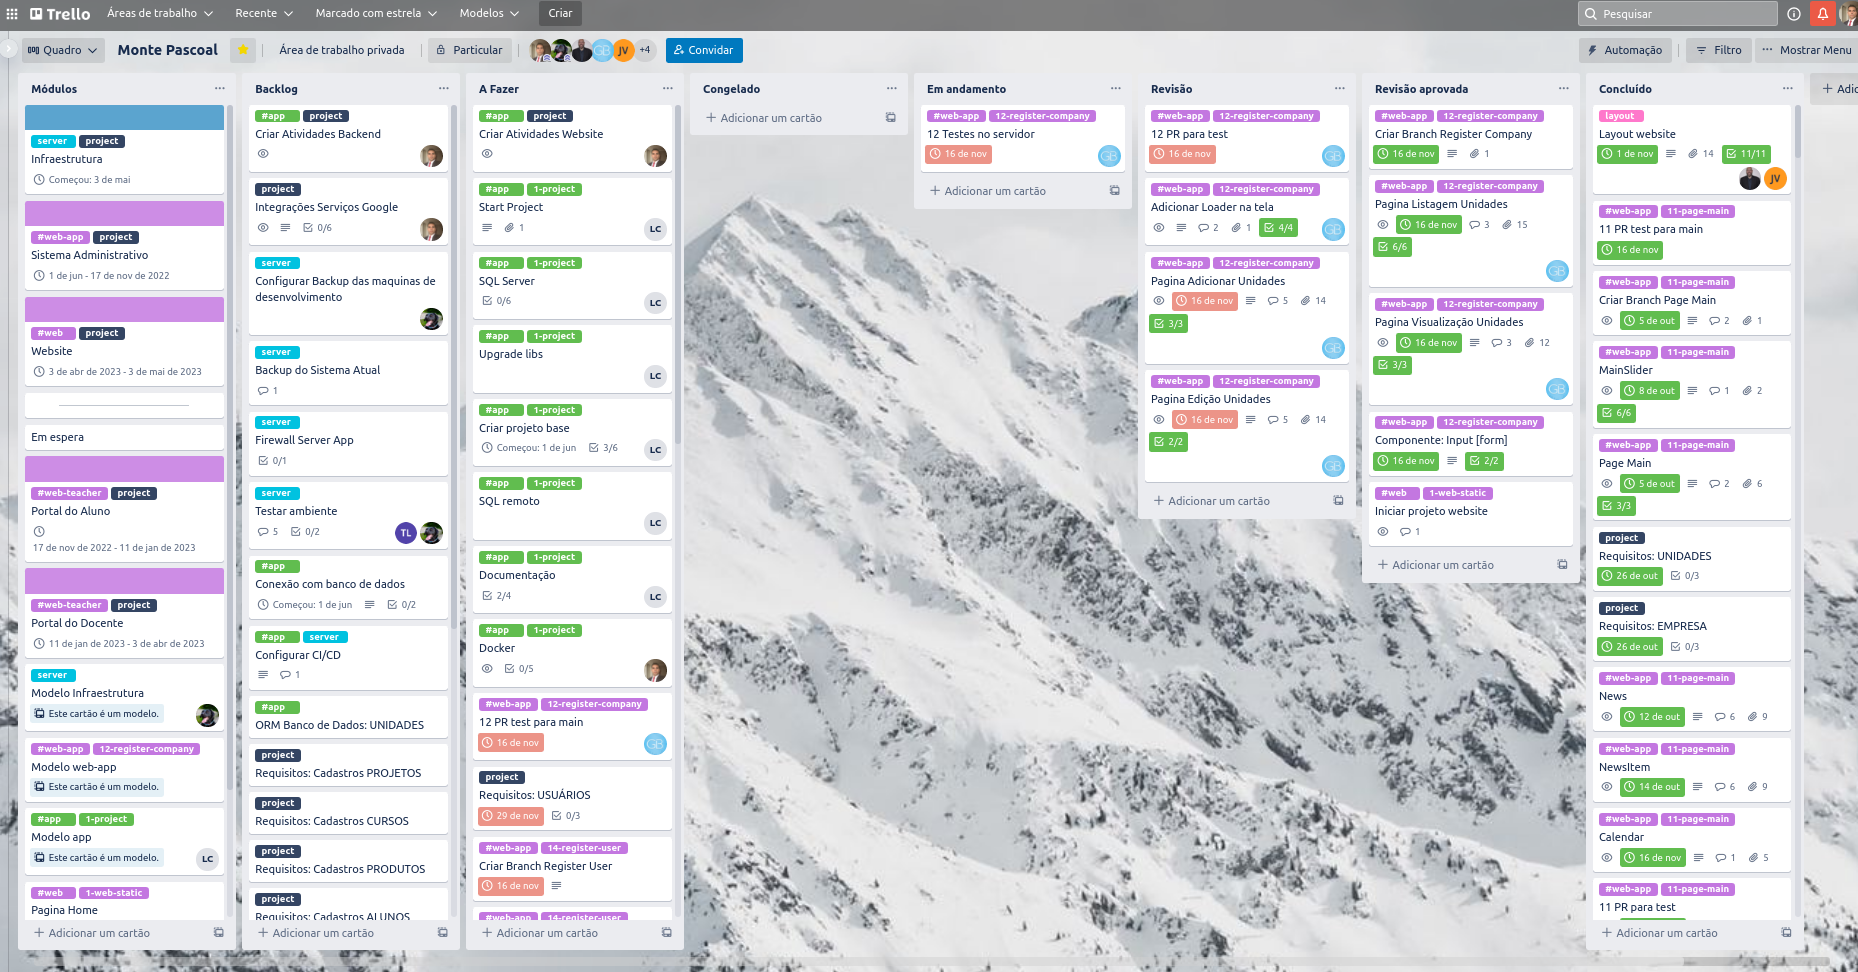 Trello
Áreas de trabalho
Recente
Marcado com estrela
Modelos
Criar
Pesquisar
Quadro
Monte Pascoal
Área de trabalho privada
Particular
GB
JV
+4
Convidar
Automação
Filtro
Mostrar Menu
Módulos
server project
Infraestrutura
Começou: 3 de mai
#web-app project
Sistema Administrativo
1 de jun - 17 de nov de 2022
#web project
Website
3 de abr de 2023 - 3 de mai de 2023
Em espera
#web-teacher project
Portal do Aluno
17 de nov de 2022 - 11 de jan de 2023
#web-teacher project
Portal do Docente
11 de jan de 2023 - 3 de abr de 2023
server
Modelo Infraestrutura
Este cartão é um modelo.
#web-app 12-register-company
Modelo web-app
Este cartão é um modelo.
#app 1-project
Modelo app
Este cartão é um modelo.
LC
#web 1-web-static
Pagina Home
+ Adicionar um cartão
Backlog
#app project
Criar Atividades Backend
project
Integrações Serviços Google
0/6
server
Configurar Backup das maquinas de
desenvolvimento
server
Backup do Sistema Atual
1
server
Firewall Server App
0/1
server
Testar ambiente
5 0/2
TL
#app
Conexão com banco de dados
Começou: 1 de jun 0/2
#app server
Configurar CI/CD
1
#app
ORM Banco de Dados: UNIDADES
project
Requisitos: Cadastros PROJETOS
project
Requisitos: Cadastros CURSOS
project
Requisitos: Cadastros PRODUTOS
project
Requisitos: Cadastros ALUNOS
+ Adicionar um cartão
A Fazer
#app project
Criar Atividades Website
#app 1-project
Start Project
1
LC
#app 1-project
SQL Server
0/6
LC
#app 1-project
Upgrade libs
LC
#app 1-project
Criar projeto base
Começou: 1 de jun 3/6
LC
#app 1-project
SQL remoto
LC
#app 1-project
Documentação
2/4
LC
#app 1-project
Docker
0/5
#web-app 12-register-company
12 PR test para main
16 de nov
GB
project
Requisitos: USUÁRIOS
29 de nov 0/3
#web-app 14-register-user
Criar Branch Register User
16 de nov
#web-app 14-register-user
+ Adicionar um cartão
Congelado
+ Adicionar um cartão
Em andamento
#web-app 12-register-company
12 Testes no servidor
16 de nov
GB
+ Adicionar um cartão
Revisão
#web-app 12-register-company
12 PR para test
16 de nov
GB
#web-app 12-register-company
Adicionar Loader na tela
2 1 4/4
GB
#web-app 12-register-company
Pagina Adicionar Unidades
16 de nov 5 14
3/3
GB
#web-app 12-register-company
Pagina Edição Unidades
16 de nov 5 14
2/2
GB
+ Adicionar um cartão
Revisão aprovada
#web-app 12-register-company
Criar Branch Register Company
16 de nov 1
#web-app 12-register-company
Pagina Listagem Unidades
16 de nov 3 15
6/6
GB
#web-app 12-register-company
Pagina Visualização Unidades
16 de nov 3 12
3/3
GB
#web-app 12-register-company
Componente: Input [form]
16 de nov 2/2
#web 1-web-static
Iniciar projeto website
1
+ Adicionar um cartão
Concluído
layout
Layout website
1 de nov 14 11/11
JV
#web-app 11-page-main
11 PR test para main
16 de nov
#web-app 11-page-main
Criar Branch Page Main
5 de out 2 1
#web-app 11-page-main
MainSlider
8 de out 1 2
6/6
#web-app 11-page-main
Page Main
5 de out 2 6
3/3
project
Requisitos: UNIDADES
26 de out 0/3
project
Requisitos: EMPRESA
26 de out 0/3
#web-app 11-page-main
News
12 de out 6 9
#web-app 11-page-main
NewsItem
14 de out 6 9
#web-app 11-page-main
Calendar
16 de nov 1 5
#web-app 11-page-main
11 PR para test
+ Adicionar um cartão
+ Adic